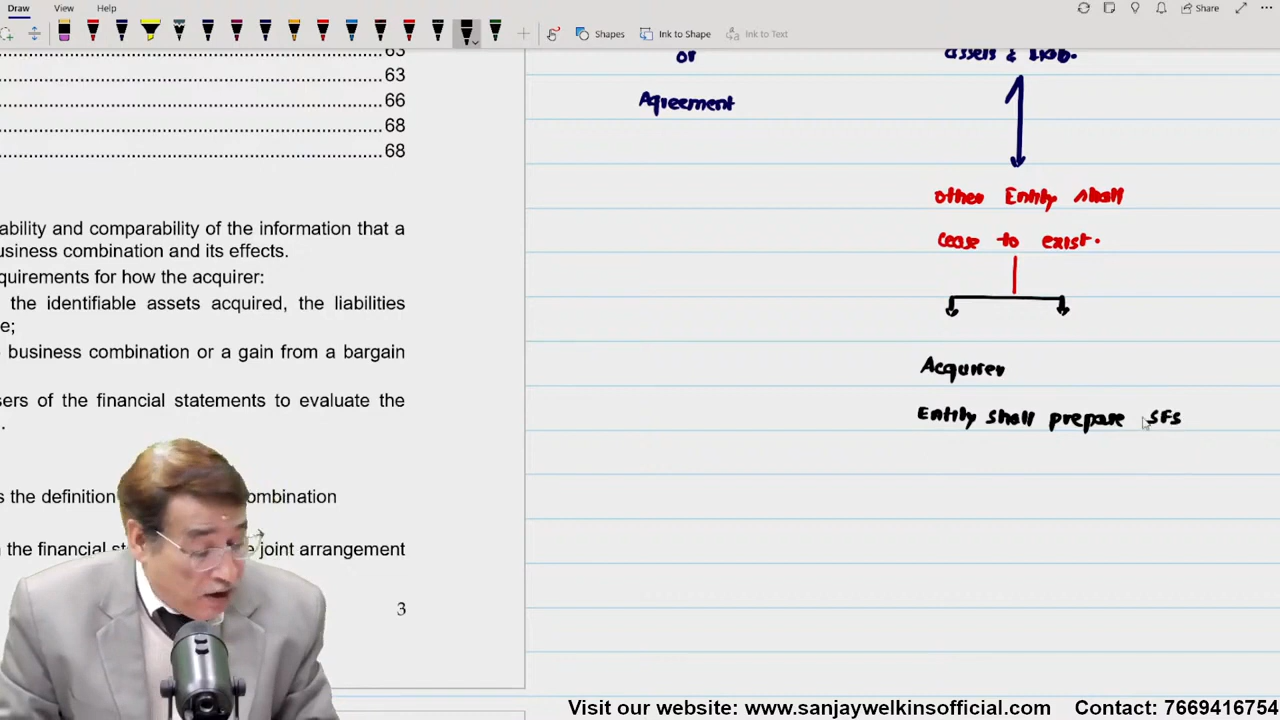 Draw View Help
Share
Shapes Ink to Shape Ink to Text
63
63
66
68
68
ability and comparability of the information that a
usiness combination and its effects.
quirements for how the acquirer:
the identifiable assets acquired, the liabilities
e;
business combination or a gain from a bargain
sers of the financial statements to evaluate the
s the definition ombination
the financial st joint arrangement
3
or
Agreement
assets & Liab.
other Entity shall
cease to exist.
Acquirer
Entity shall prepare SFs
Visit our website: www.sanjaywelkinsofficial.com Contact: 7669416754